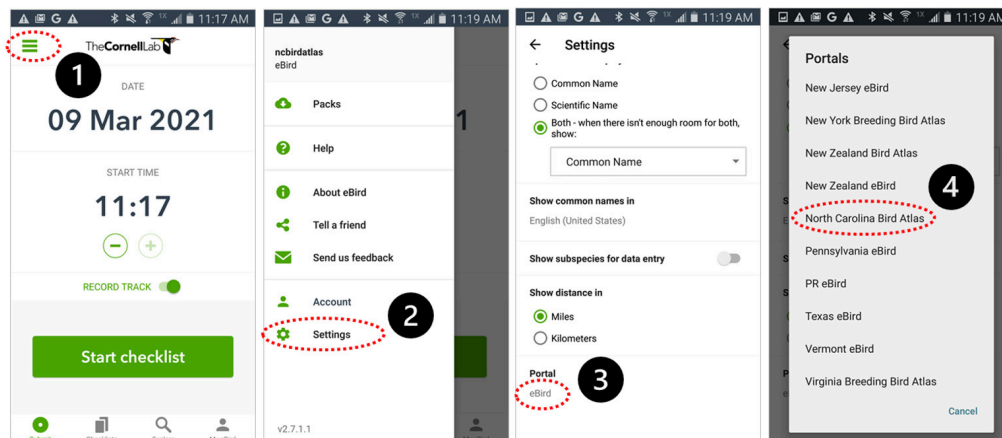 11:17 AM
TheCornellLab
1
DATE
09 Mar 2021
START TIME
11:17
RECORD TRACK
Start checklist
11:19 AM
ncbirdatlas
eBird
Packs
Help
About eBird
Tell a friend
Send us feedback
Account
2
Settings
v2.7.1.1
1
11:19 AM
Settings
Common Name
Scientific Name
Both - when there isn't enough room for both,
show:
Common Name
Show common names in
English (United States)
Show subspecies for data entry
Show distance in
Miles
Kilometers
Portal
eBird
3
11:19 AM
Portals
New Jersey eBird
New York Breeding Bird Atlas
New Zealand Bird Atlas
New Zealand eBird
4
North Carolina Bird Atlas
Pennsylvania eBird
PR eBird
Texas eBird
Vermont eBird
Virginia Breeding Bird Atlas
Cancel